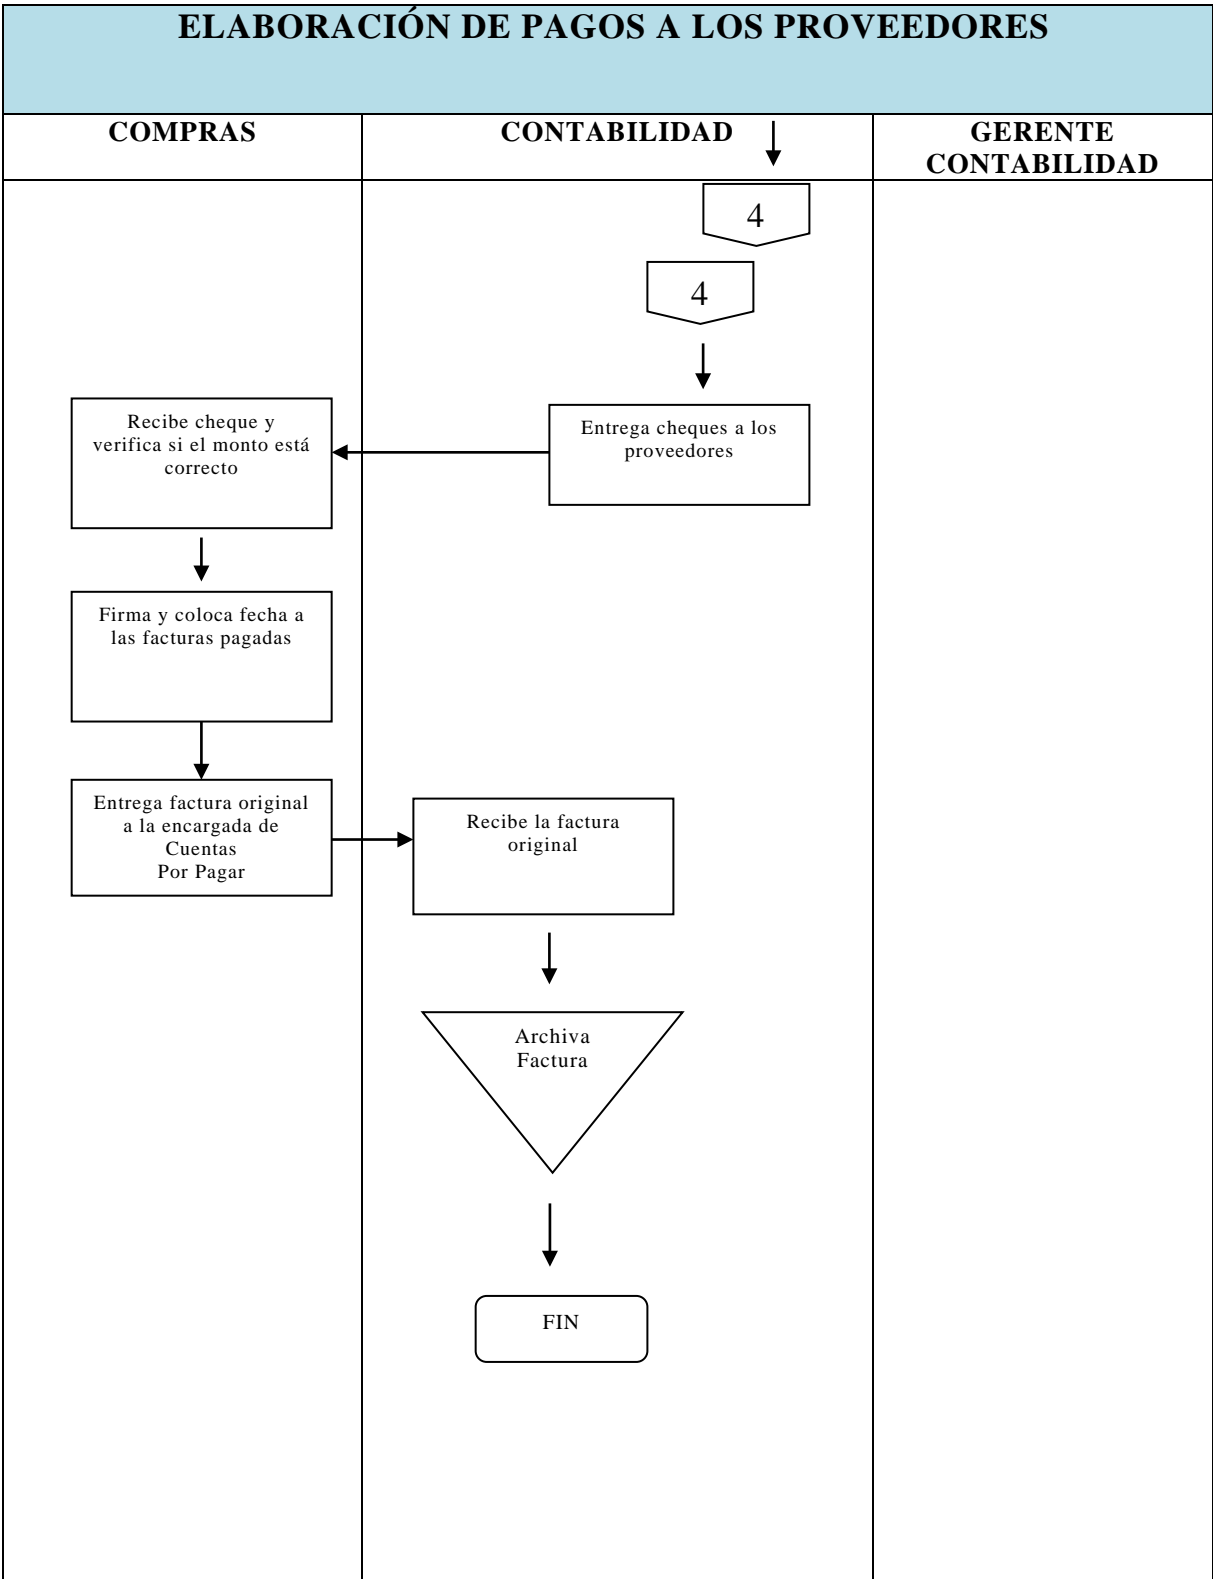 ELABORACIÓN DE PAGOS A LOS PROVEEDORES
COMPRAS
CONTABILIDAD
GERENTE
CONTABILIDAD
4
4
Entrega cheques a los
proveedores
Recibe cheque y
verifica si el monto está
correcto
Firma y coloca fecha a
las facturas pagadas
Entrega factura original
a la encargada de
Cuentas
Por Pagar
Recibe la factura
original
Archiva
Factura
FIN